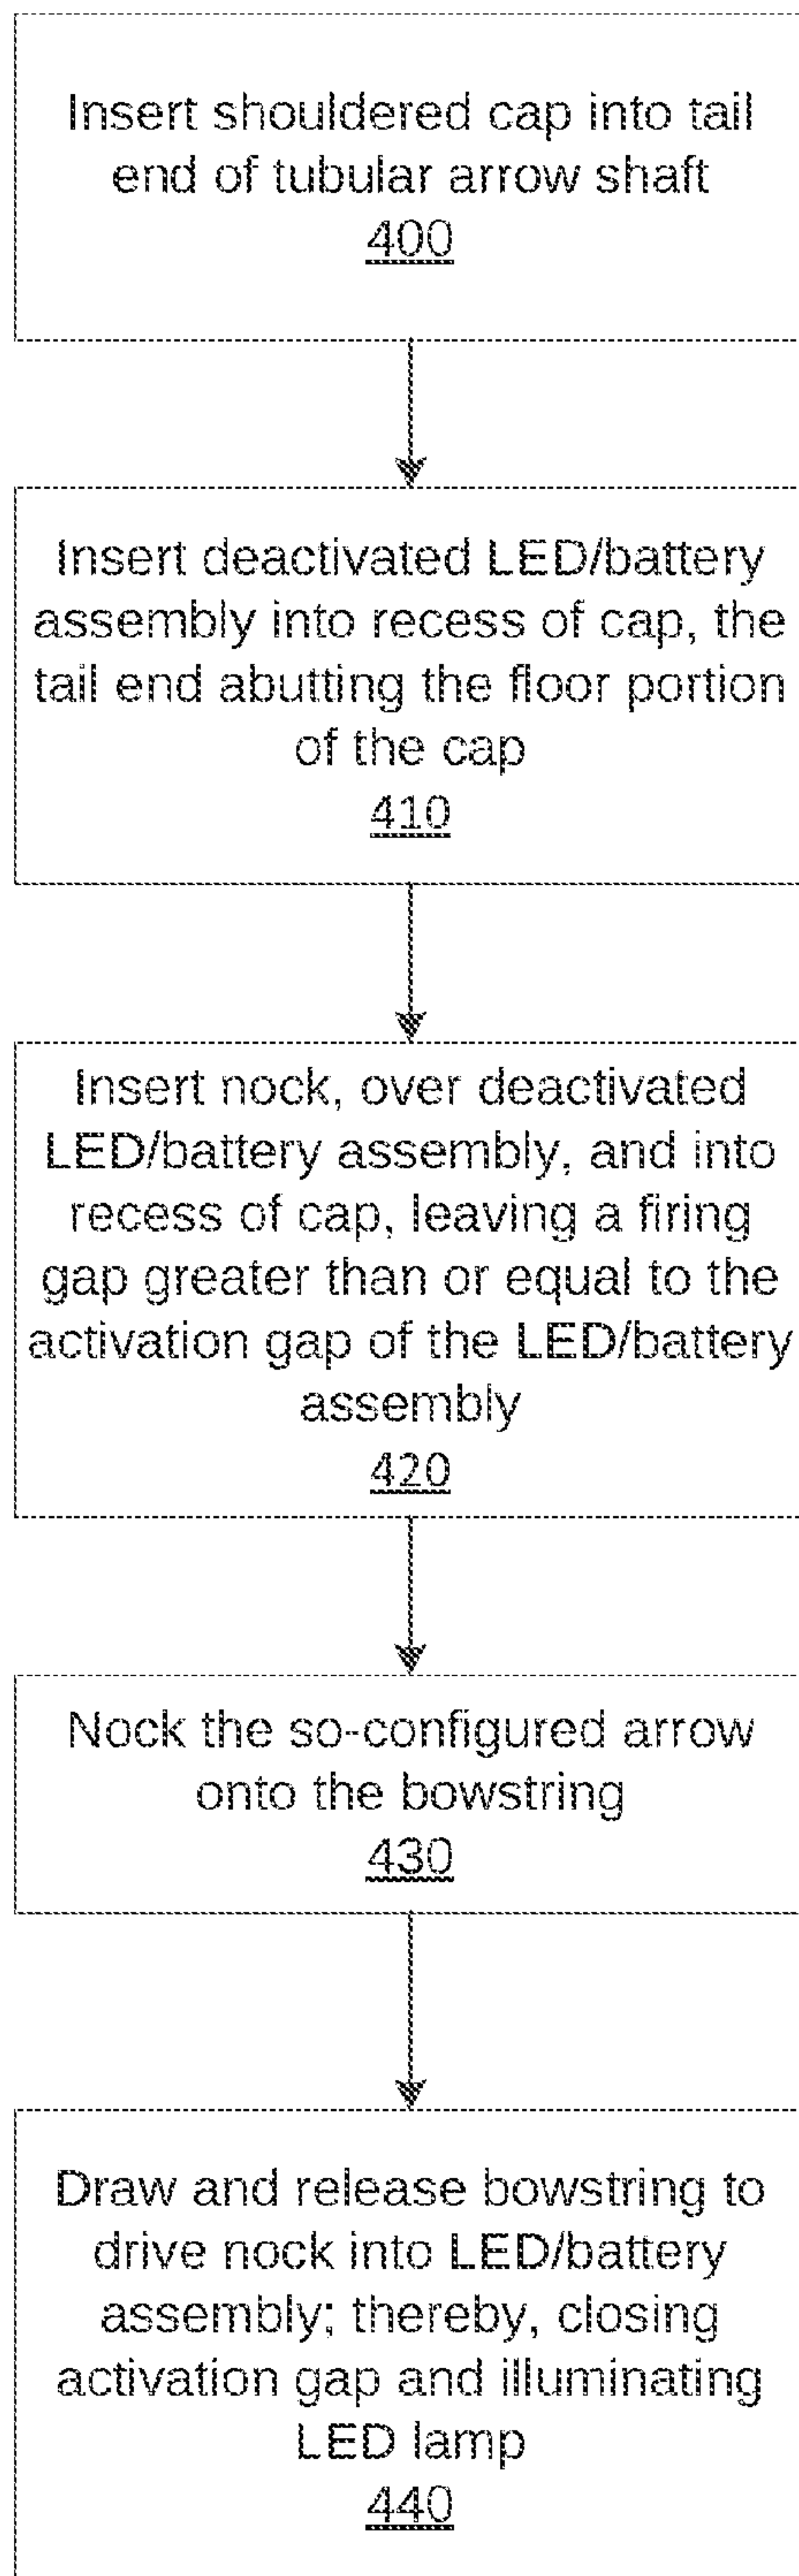 Insert shouldered cap into tail
end of tubular arrow shaft
400
Insert deactivated LED/battery
assembly into recess of cap, the
tail end abutting the floor portion
of the cap
410
Insert nock, over deactivated
LED/battery assembly, and into
recess of cap, leaving a firing
gap greater than or equal to the
activation gap of the LED/battery
assembly
420
Nock the so-configured arrow
onto the bowstring
430
Draw and release bowstring to
drive nock into LED/battery
assembly; thereby, closing
activation gap and illuminating
LED lamp
440